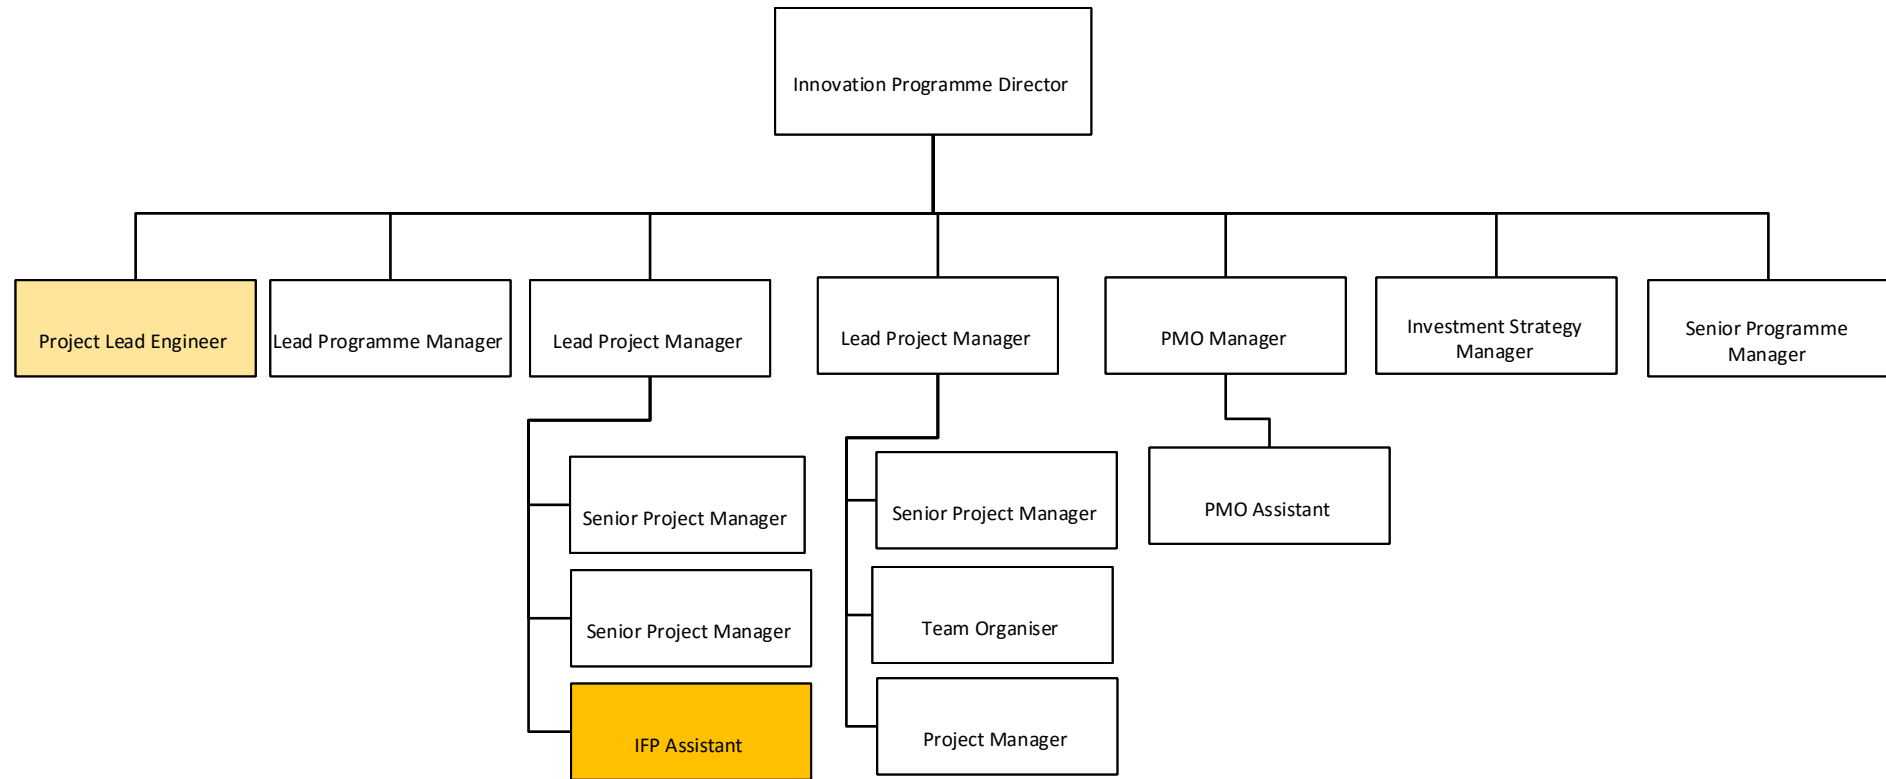 Innovation Programme Director
Project Lead Engineer
Lead Programme Manager
Lead Project Manager
Lead Project Manager
PMO Manager
Investment Strategy
Manager
Senior Programme
Manager
Senior Project Manager
Senior Project Manager
IFP Assistant
Senior Project Manager
Team Organiser
Project Manager
PMO Assistant